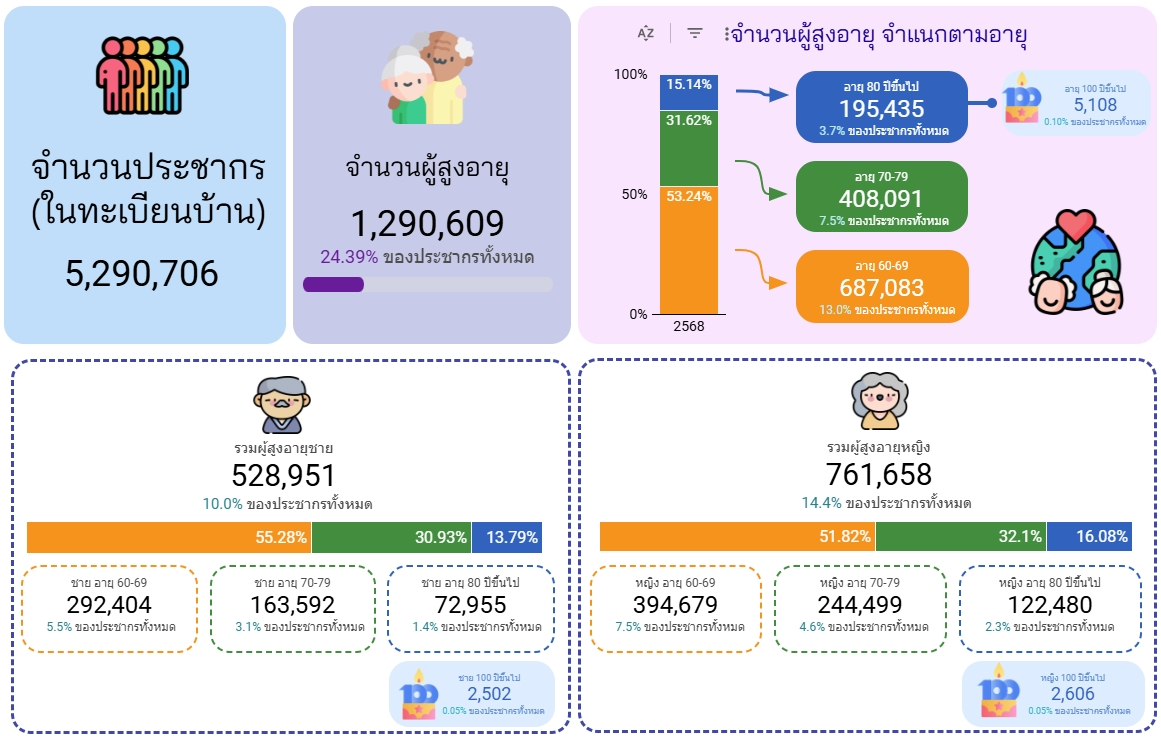 จำนวนประชากร
(ในทะเบียนบ้าน)
5,290,706
จำนวนผู้สูงอายุ
1,290,609
24.39% ของประชากรทั้งหมด
AZ
จำนวนผู้สูงอายุ จำแนกตามอายุ
100%
50%
0%
15.14%
31.62%
53.24%
2568
อายุ 80 ปีขึ้นไป
195,435
3.7% ของประชากรทั้งหมด
100
อายุ 100 ปีขึ้นไป
5,108
0.10% ของประชากรทั้งหมด
อายุ 70-79
408,091
7.5% ของประชากรทั้งหมด
อายุ 60-69
687,083
13.0% ของประชากรทั้งหมด
รวมผู้สูงอายุชาย
528,951
10.0% ของประชากรทั้งหมด
55.28% 30.93% 13.79%
ชาย อายุ 60-69
292,404
5.5% ของประชากรทั้งหมด
ชาย อายุ 70-79
163,592
3.1% ของประชากรทั้งหมด
ชาย อายุ 80 ปีขึ้นไป
72,955
1.4% ของประชากรทั้งหมด
100
ชาย 100 ปีขึ้นไป
2,502
0.05% ของประชากรทั้งหมด
รวมผู้สูงอายุหญิง
761,658
14.4% ของประชากรทั้งหมด
51.82% 32.1% 16.08%
หญิง อายุ 60-69
394,679
7.5% ของประชากรทั้งหมด
หญิง อายุ 70-79
244,499
4.6% ของประชากรทั้งหมด
หญิง อายุ 80 ปีขึ้นไป
122,480
2.3% ของประชากรทั้งหมด
100
หญิง 100 ปีขึ้นไป
2,606
0.05% ของประชากรทั้งหมด